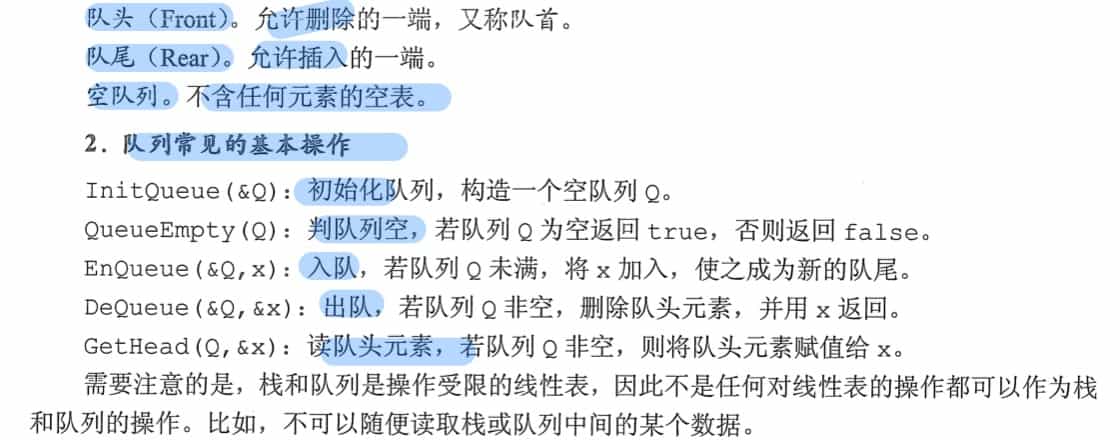 队头（Front）。允许删除的一端，又称队首。
队尾（Rear）。允许插入的一端。
空队列。不含任何元素的空表。
2．队列常见的基本操作
InitQueue(&Q)：初始化队列，构造一个空队列 Q。
QueueEmpty(Q)：判队列空，若队列 Q 为空返回 true，否则返回 false。
EnQueue(&Q,x)：入队，若队列 Q 未满，将 x 加入，使之成为新的队尾。
DeQueue(&Q,&x)：出队，若队列 Q 非空，删除队头元素，并用 x 返回。
GetHead(Q,&x)：读队头元素，若队列 Q 非空，则将队头元素赋值给 x。
需要注意的是，栈和队列是操作受限的线性表，因此不是任何对线性表的操作都可以作为栈
和队列的操作。比如，不可以随便读取栈或队列中间的某个数据。